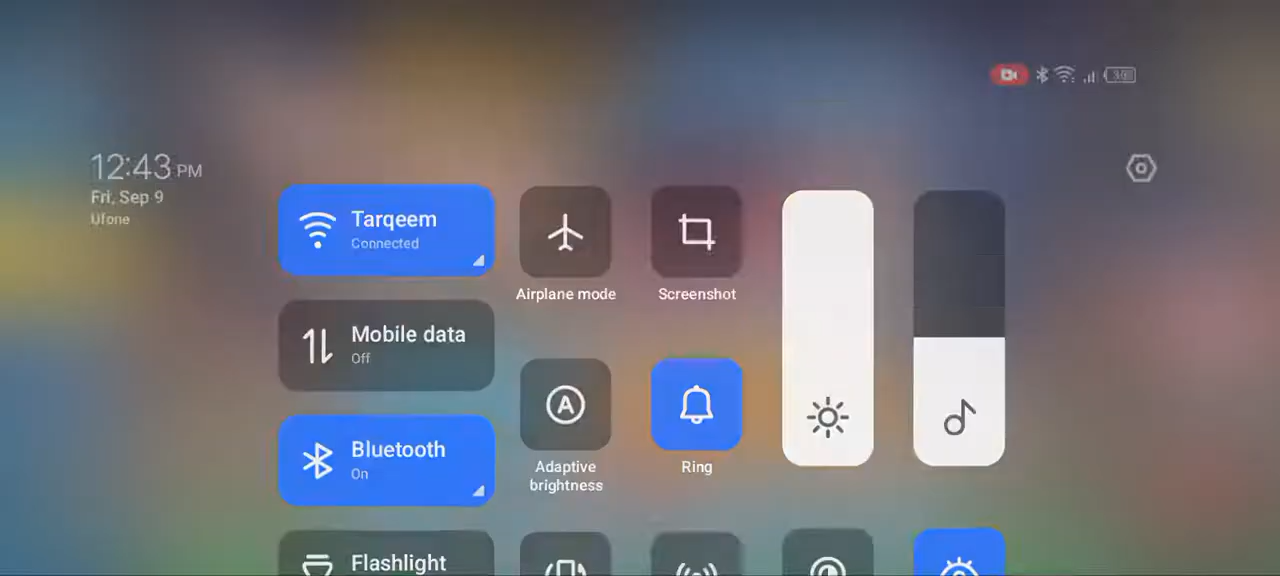 12:43 PM
Fri, Sep 9
Ufone
Tarqeem
Connected
Airplane mode
Screenshot
Mobile data
Off
A
Adaptive
brightness
Ring
Bluetooth
On
Flashlight